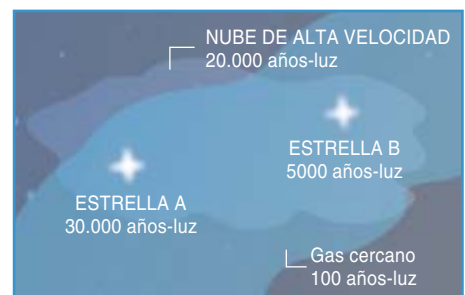 NUBE DE ALTA VELOCIDAD
20.000 años-luz
ESTRELLA B
5000 años-luz
ESTRELLA A
30.000 años-luz
Gas cercano
100 años-luz